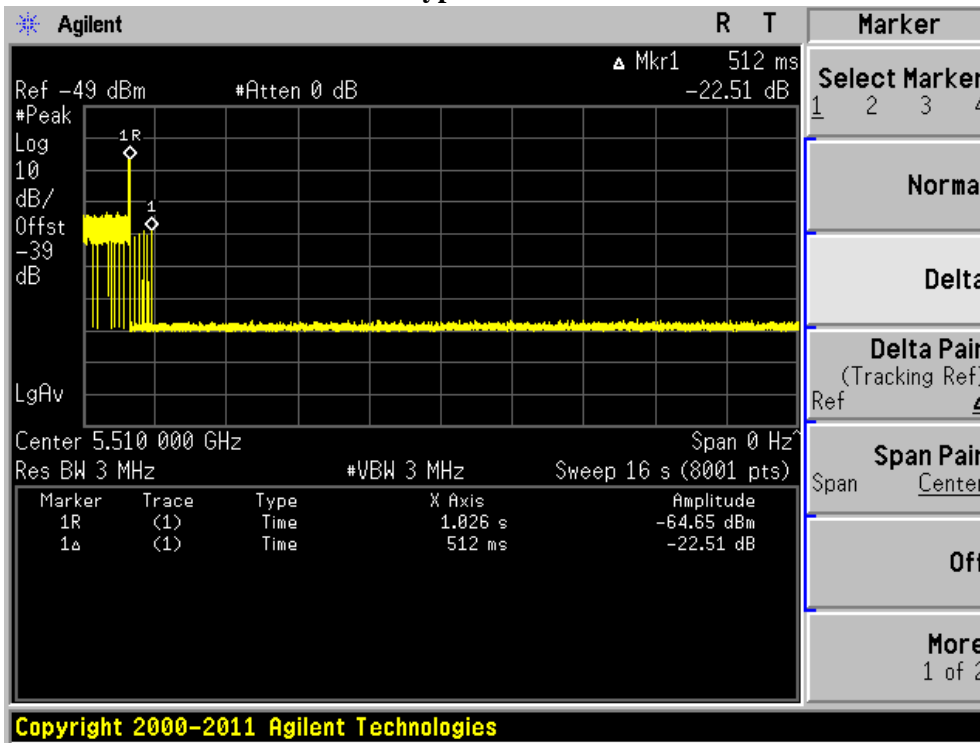 Agilent R T
Marker
Δ Mkr1 512 ms
Ref -49 dBm #Atten 0 dB -22.51 dB
#Peak
Log
10
dB/
Offst
-39
dB
1R
1
LgAv
Center 5.510 000 GHz Span 0 Hz^
Res BW 3 MHz #VBW 3 MHz Sweep 16 s (8001 pts)
Marker Trace Type X Axis Amplitude
1R (1) Time 1.026 s -64.65 dBm
1Δ (1) Time 512 ms -22.51 dB
Select Marker
1 2 3 4
Norma
Delta
Delta Pair
(Tracking Ref)
Ref Δ
Span Pair
Span Center
Off
More
1 of 2
Copyright 2000-2011 Agilent Technologies